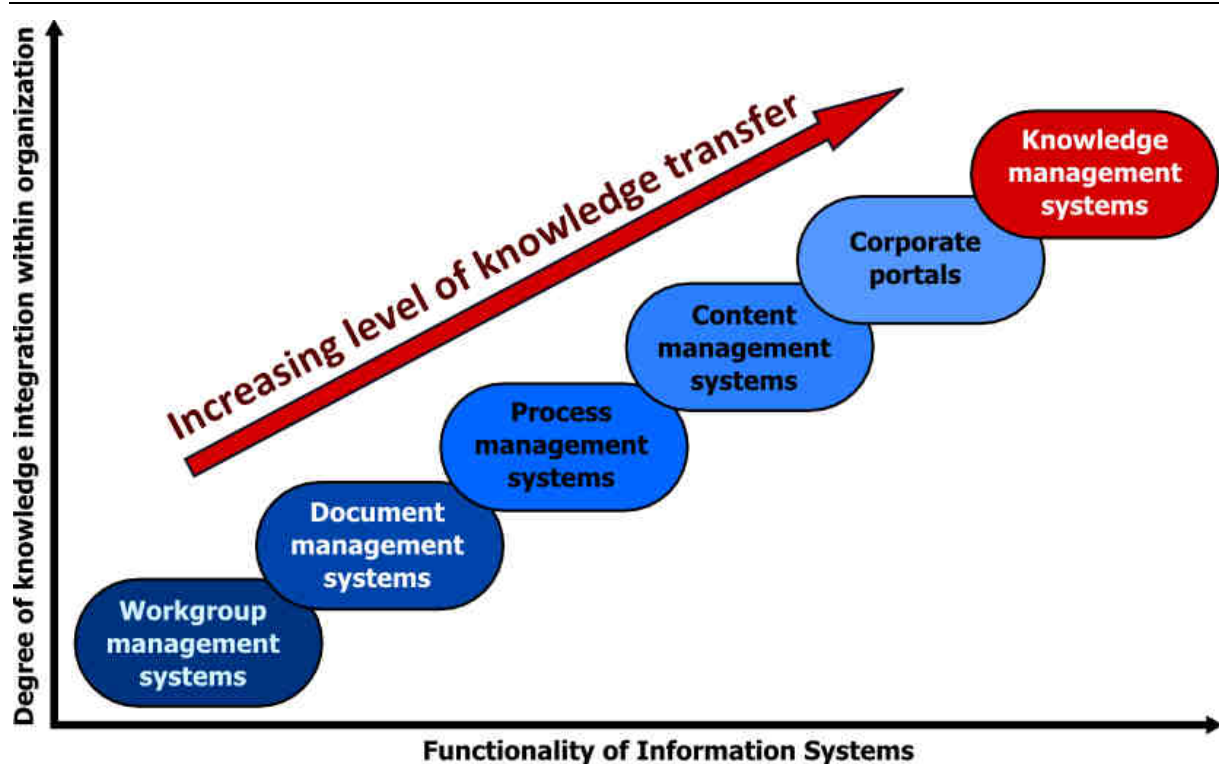 Degree of knowledge integration within organization
Increasing level of knowledge transfer
Knowledge
management
systems
Corporate
portals
Content
management
systems
Process
management
systems
Document
management
systems
Workgroup
management
systems
Functionality of Information Systems